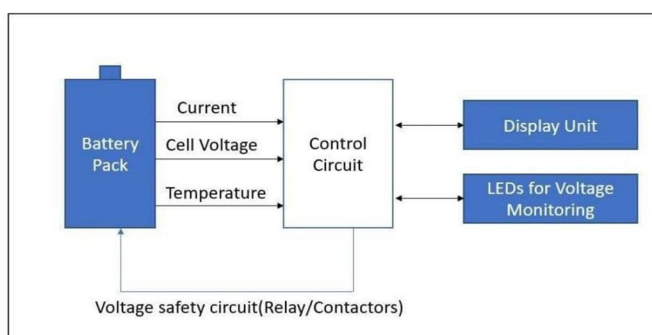 Battery
Pack
Current
Cell Voltage
Temperature
Control
Circuit
Display Unit
LEDs for Voltage
Monitoring
Voltage safety circuit(Relay/Contactors)